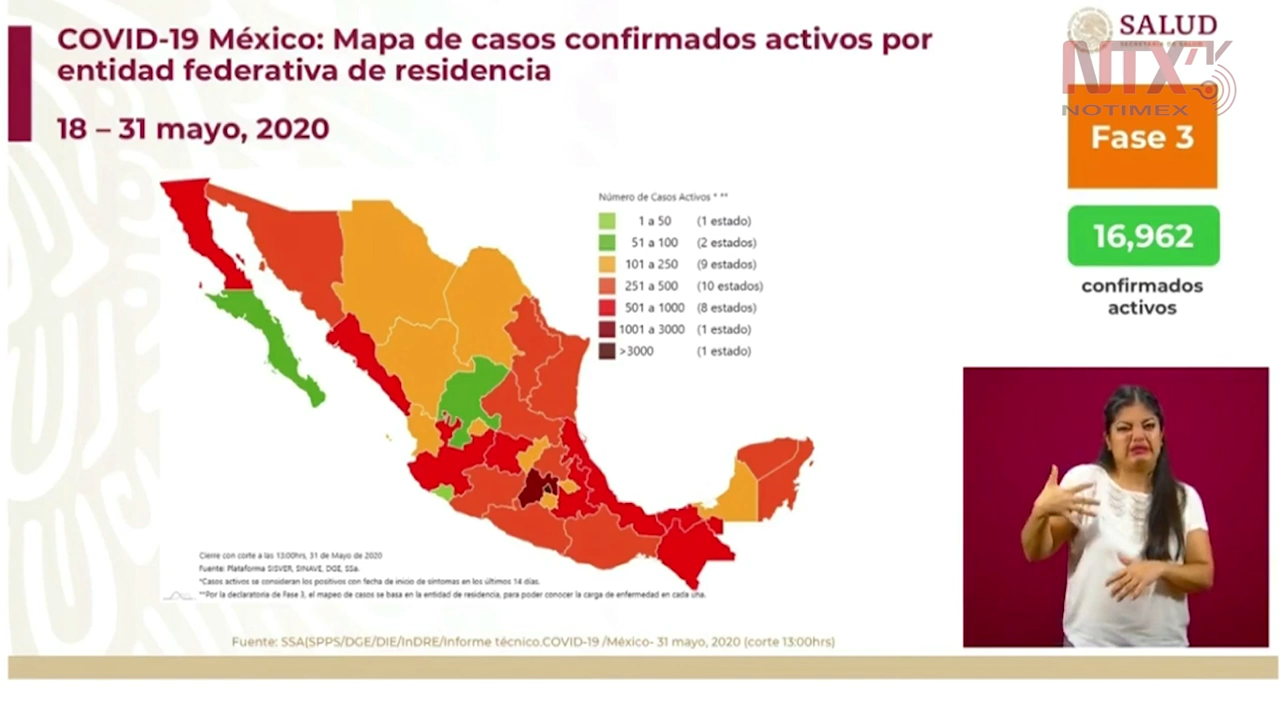 COVID-19 México: Mapa de casos confirmados activos por
entidad federativa de residencia
18 – 31 mayo, 2020
SALUD
SECRETARÍA DE SALUD
NTX
NOTIMEX
Fase 3
16,962
confirmados
activos
Número de Casos Activos * **
1 a 50 (1 estado)
51 a 100 (2 estados)
101 a 250 (9 estados)
251 a 500 (10 estados)
501 a 1000 (8 estados)
1001 a 3000 (1 estado)
>3000 (1 estado)
Cierre con corte a las 13:00hrs, 31 de Mayo de 2020
Fuente: Plataforma SISVER, SINAVE, DGE, SSa.
*Casos activos se consideran los positivos con fecha de inicio de síntomas en los últimos 14 días.
**Por la declaratoria de Fase 3, el mapeo de casos se basa en la entidad de residencia, para poder conocer la carga de enfermedad en cada una.
Fuente: SSA(SPPS/DGE/DIE/InDRE/Informe técnico.COVID-19 /México- 31 mayo, 2020 (corte 13:00hrs)